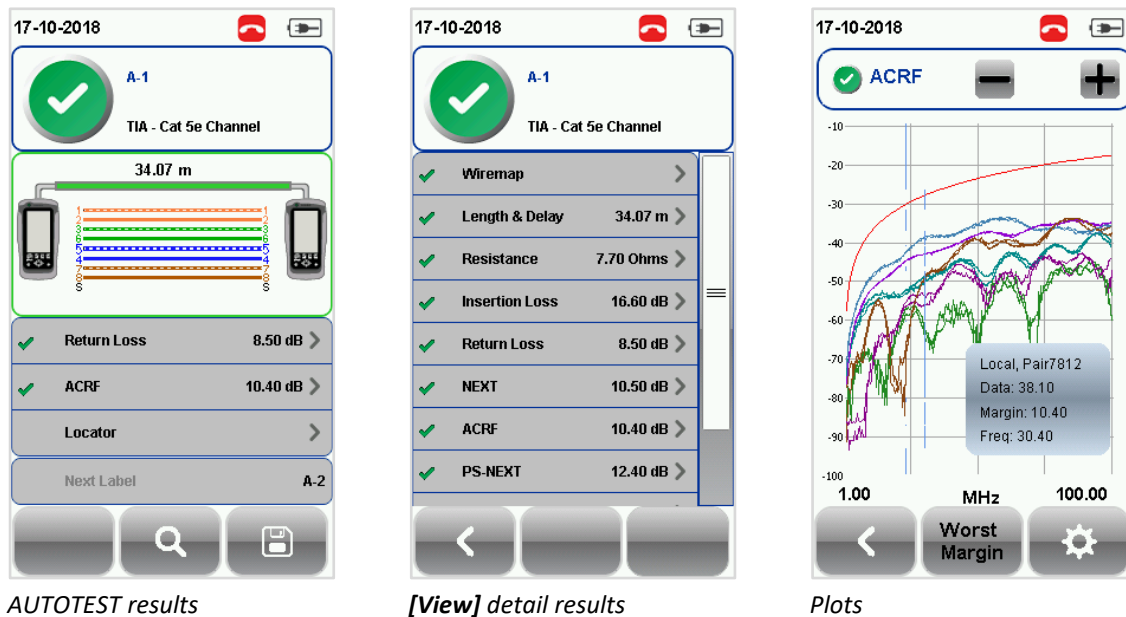 17-10-2018
A-1
TIA - Cat 5e Channel
34.07 m
1 1
2 2
3 3
6 6
5 5
4 4
7 7
8 8
S S
Return Loss 8.50 dB
ACRF 10.40 dB
Locator
Next Label A-2
AUTOTEST results
17-10-2018
A-1
TIA - Cat 5e Channel
Wiremap
Length & Delay 34.07 m
Resistance 7.70 Ohms
Insertion Loss 16.60 dB
Return Loss 8.50 dB
NEXT 10.50 dB
ACRF 10.40 dB
PS-NEXT 12.40 dB
[View] detail results
17-10-2018
ACRF
-10
-20
-30
-40
-50
-60
-70
-80
-90
-100
Local, Pair7812
Data: 38.10
Margin: 10.40
Freq: 30.40
1.00 MHz 100.00
Worst
Margin
Plots